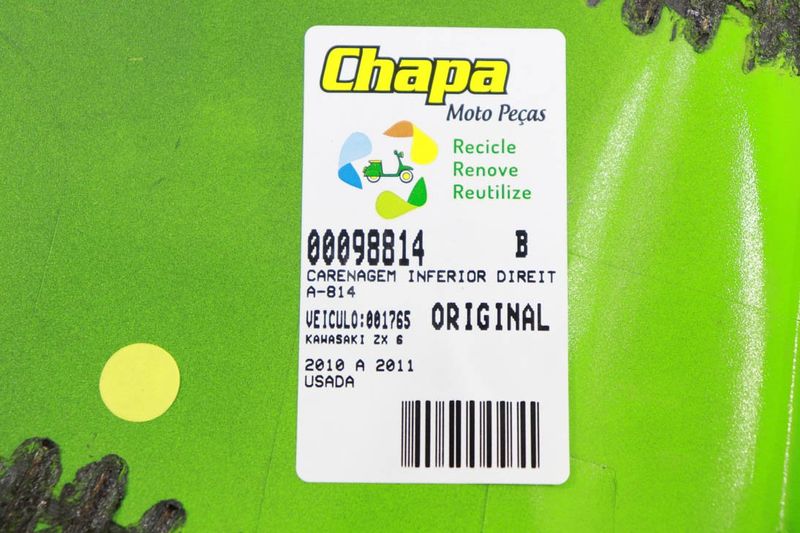 Chapa
Moto Peças
Recicle
Renove
Reutilize
00098814 B
CARENAGEM INFERIOR DIREIT
A-814
VEICULO:001765 ORIGINAL
KAWASAKI ZX 6
2010 A 2011
USADA